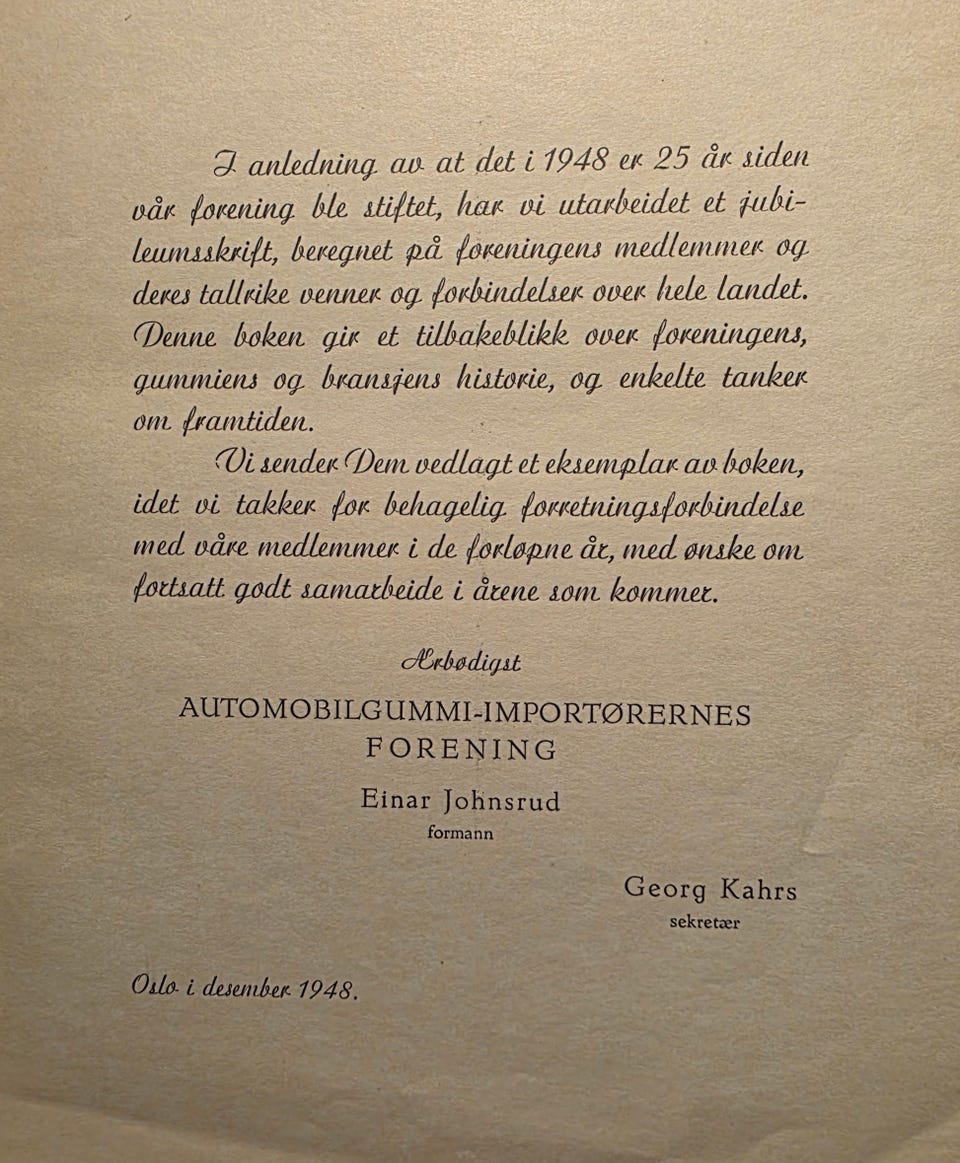 I anledning av at det i 1948 er 25 år siden
vår forening ble stiftet, har vi utarbeidet et jubi-
leumsskrift, beregnet på foreningens medlemmer og
deres tallrike venner og forbindelser over hele landet.
Denne boken gir et tilbakeblikk over foreningens,
gummiens og bransjens historie, og enkelte tanker
om framtiden.
Vi sender Dem vedlagt et eksemplar av boken,
idet vi takker for behagelig forretningsforbindelse
med våre medlemmer i de forløpne år, med ønske om
fortsatt godt samarbeide i årene som kommer.
Ærbødigst
AUTOMOBILGUMMI-IMPORTØRERNES
FORENING
Einar Johnsrud
formann
Georg Kahrs
sekretær
Oslo i desember 1948.